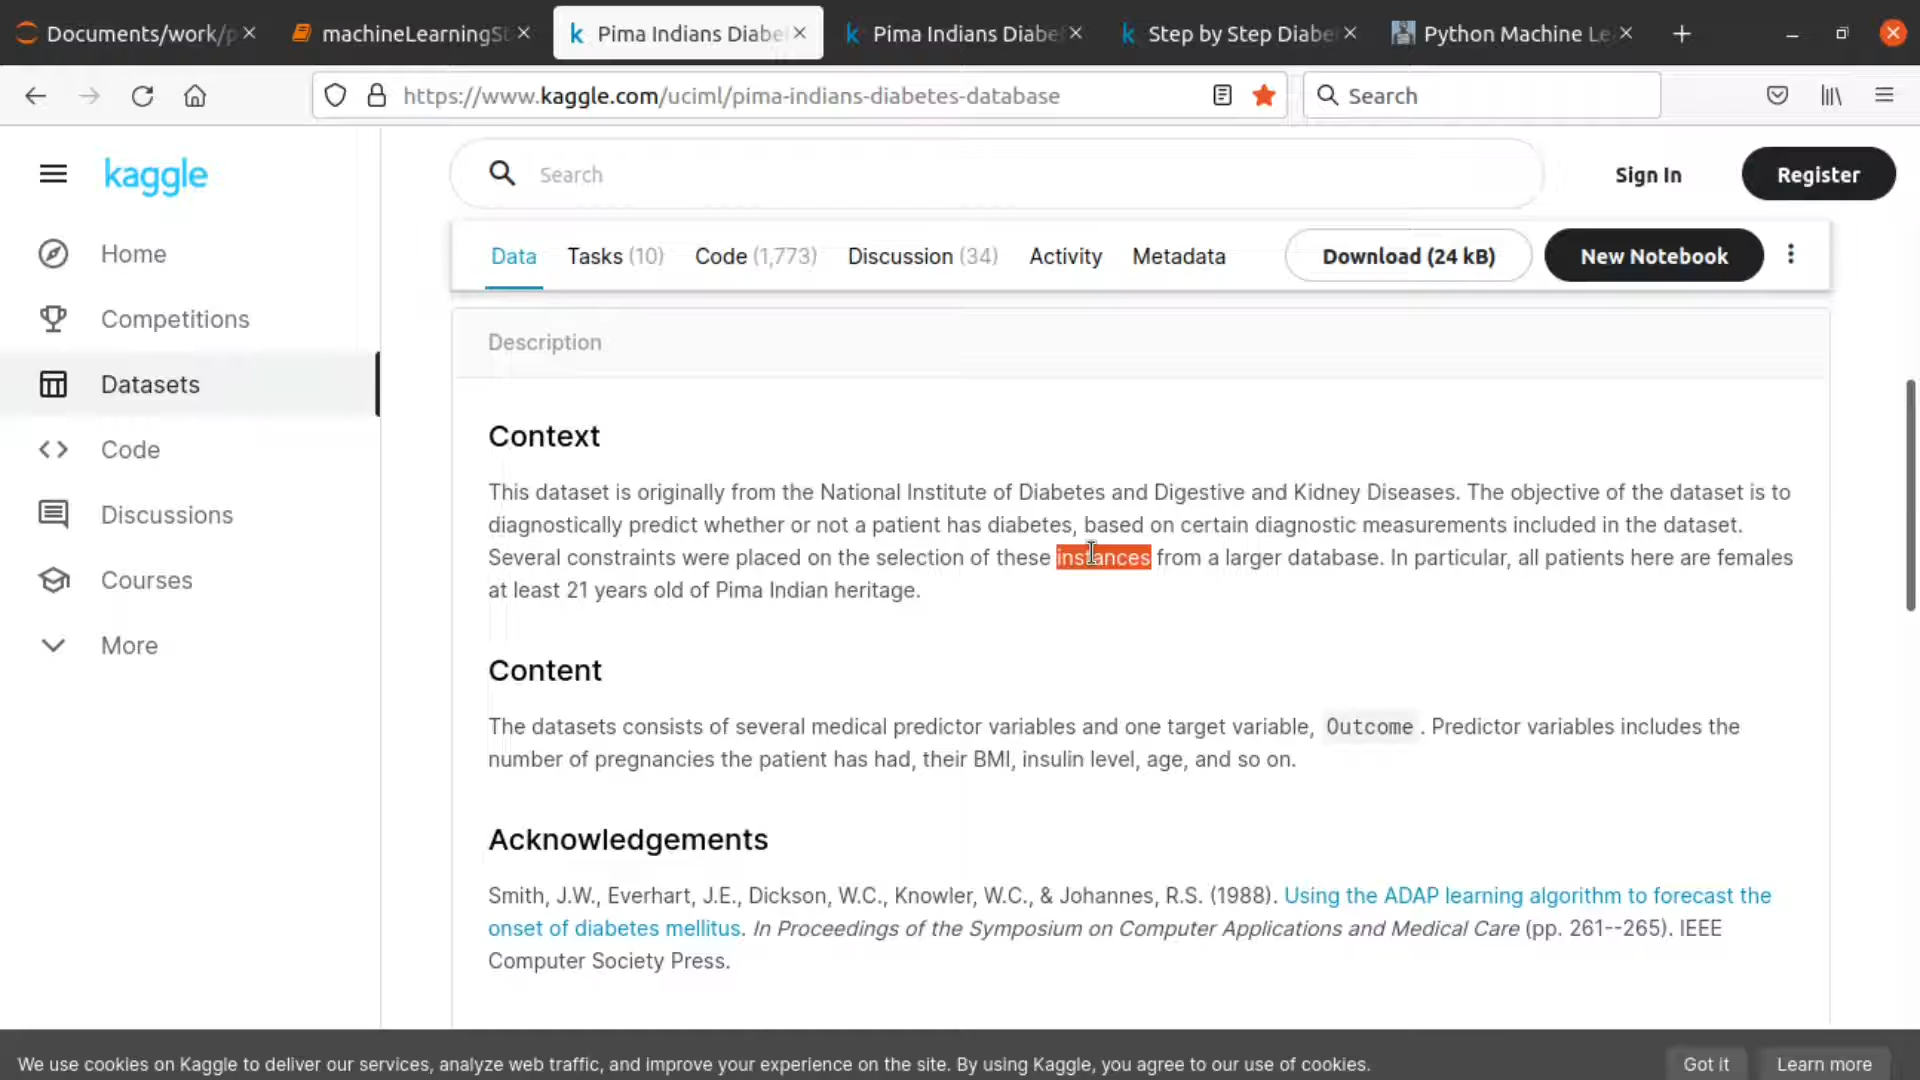 Documents/work/p
machineLearningSt
Pima Indians Diabe
Pima Indians Diabe
Step by Step Diabe
Python Machine Le
https://www.kaggle.com/uciml/pima-indians-diabetes-database
Search
kaggle
Search
Sign In
Register
Data
Tasks (10)
Code (1,773)
Discussion (34)
Activity
Metadata
Download (24 kB)
New Notebook
Home
Competitions
Datasets
Code
Discussions
Courses
More
Description
Context
This dataset is originally from the National Institute of Diabetes and Digestive and Kidney Diseases. The objective of the dataset is to
diagnostically predict whether or not a patient has diabetes, based on certain diagnostic measurements included in the dataset.
Several constraints were placed on the selection of these instances from a larger database. In particular, all patients here are females
at least 21 years old of Pima Indian heritage.
Content
The datasets consists of several medical predictor variables and one target variable, Outcome. Predictor variables includes the
number of pregnancies the patient has had, their BMI, insulin level, age, and so on.
Acknowledgements
Smith, J.W., Everhart, J.E., Dickson, W.C., Knowler, W.C., & Johannes, R.S. (1988). Using the ADAP learning algorithm to forecast the
onset of diabetes mellitus. In Proceedings of the Symposium on Computer Applications and Medical Care (pp. 261--265). IEEE
Computer Society Press.
We use cookies on Kaggle to deliver our services, analyze web traffic, and improve your experience on the site. By using Kaggle, you agree to our use of cookies.
Got it
Learn more